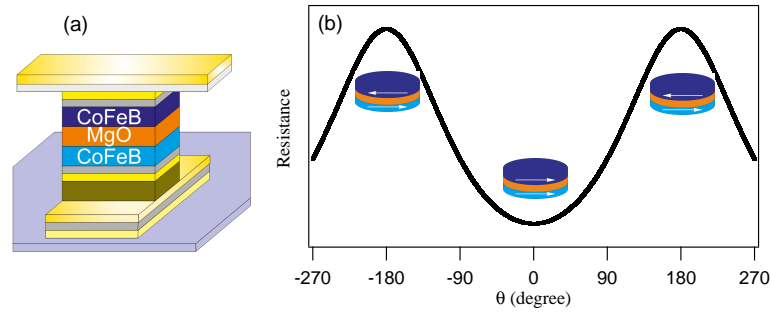 (a)
CoFeB
MgO
CoFeB
(b)
Resistance
-270 -180 -90 0 90 180 270
θ (degree)